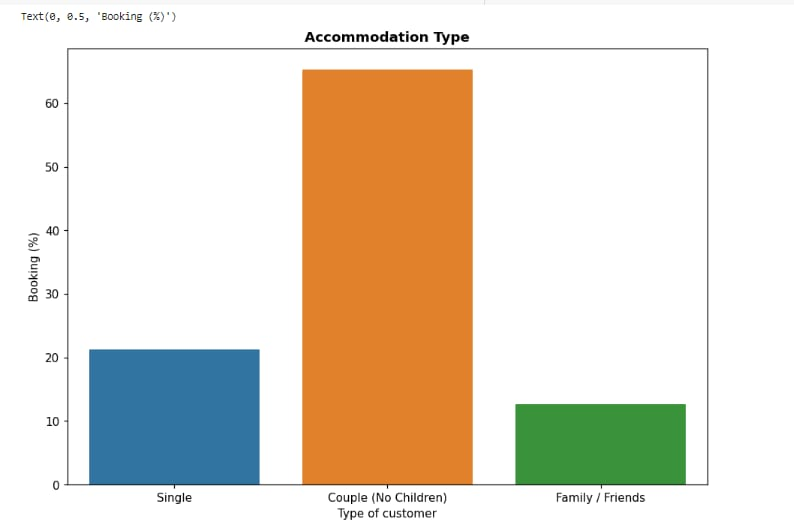 Text(0, 0.5, 'Booking (%)')
Accommodation Type
Booking (%)
60
50
40
30
20
10
0
Single Couple (No Children) Family / Friends
Type of customer